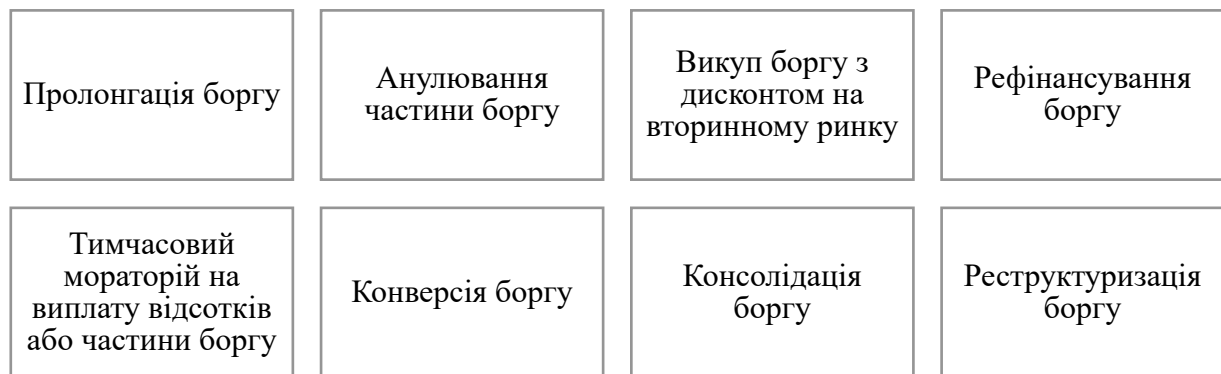 Пролонгація боргу
Анулювання
частини боргу
Викуп боргу з
дисконтом на
вторинному ринку
Рефінансування
боргу
Тимчасовий
мораторій на
виплату відсотків
або частини боргу
Конверсія боргу
Консолідація
боргу
Реструктуризація
боргу